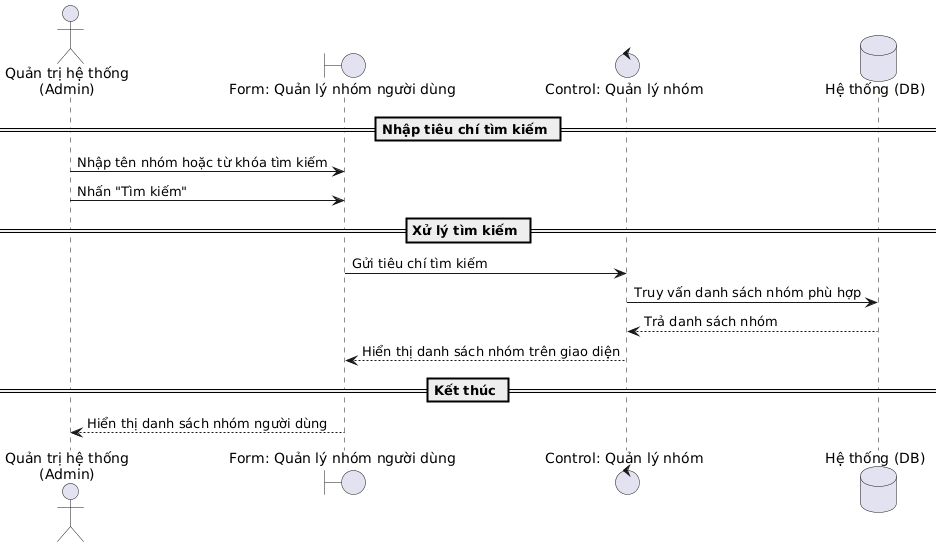 Quản trị hệ thống
(Admin)
Form: Quản lý nhóm người dùng
Control: Quản lý nhóm
Hệ thống (DB)
Nhập tiêu chí tìm kiếm
Nhập tên nhóm hoặc từ khóa tìm kiếm
Nhấn "Tìm kiếm"
Xử lý tìm kiếm
Gửi tiêu chí tìm kiếm
Truy vấn danh sách nhóm phù hợp
Trả danh sách nhóm
Hiển thị danh sách nhóm trên giao diện
Kết thúc
Hiển thị danh sách nhóm người dùng
Quản trị hệ thống
(Admin)
Form: Quản lý nhóm người dùng
Control: Quản lý nhóm
Hệ thống (DB)